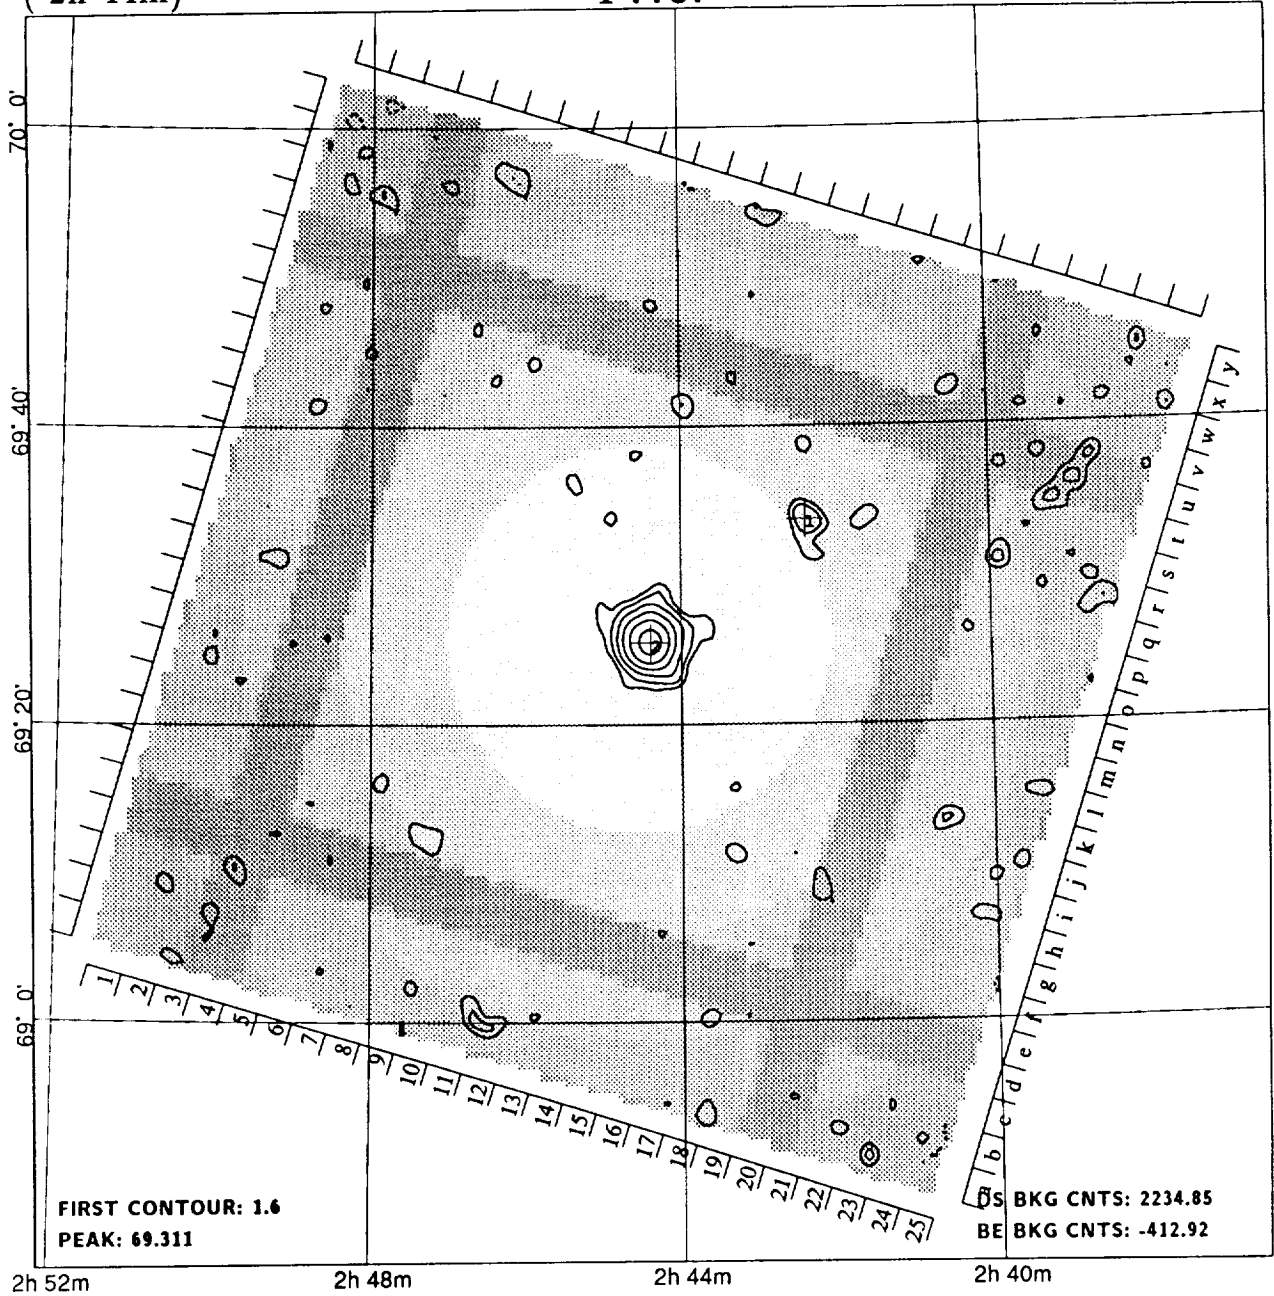 70° 0'
69° 40'
69° 20'
69° 0'
y
x
w
v
u
t
s
r
q
p
o
n
m
l
k
j
i
h
g
f
e
d
c
b
a
1 2 3 4 5 6 7 8 9 10 11 12 13 14 15 16 17 18 19 20 21 22 23 24 25
1
2
FIRST CONTOUR: 1.6
PEAK: 69.311
DS BKG CNTS: 2234.85
BE BKG CNTS: -412.92
2h 52m 2h 48m 2h 44m 2h 40m